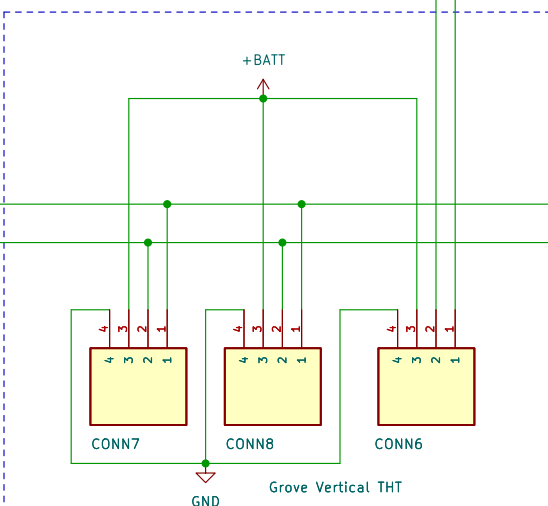 +BATT
4 3 2 1 4 3 2 1 4 3 2 1
4 3 2 1 4 3 2 1 4 3 2 1
CONN7 CONN8 CONN6
Grove Vertical THT
GND